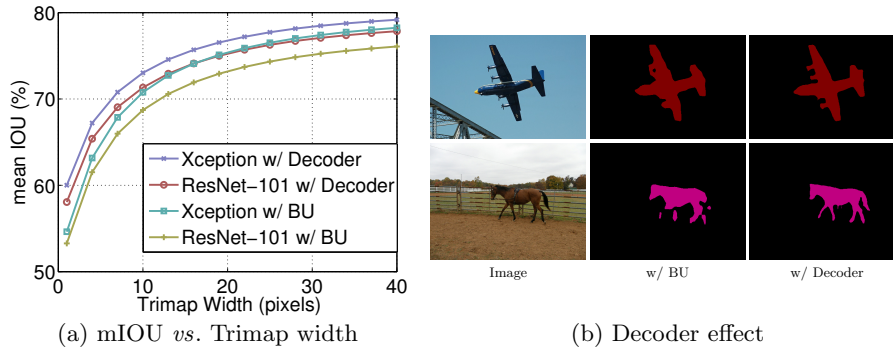 80
70
60
50
mean IOU (%)
Xception w/ Decoder
ResNet−101 w/ Decoder
Xception w/ BU
ResNet−101 w/ BU
0 10 20 30 40
Trimap Width (pixels)
(a) mIOU vs. Trimap width
Image w/ BU w/ Decoder
(b) Decoder effect